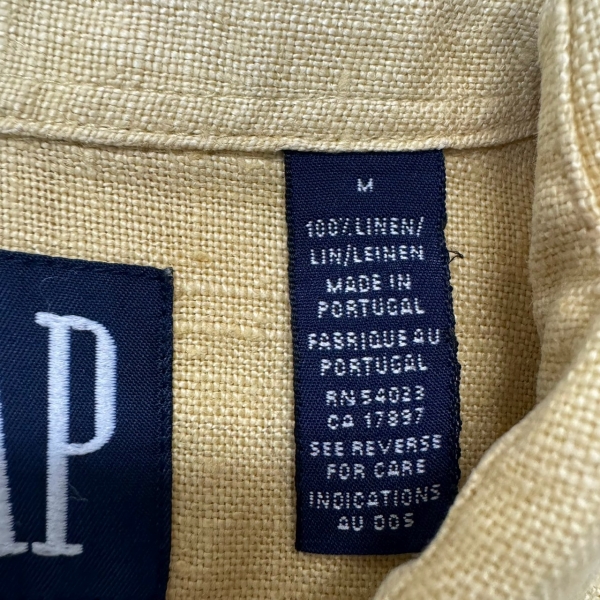 AP
M
100% LINEN/
LIN/LEINEN
MADE IN
PORTUGAL
FABRIQUE AU
PORTUGAL
RN 54023
CA 17897
SEE REVERSE
FOR CARE
INDICATIONS
AU DOS